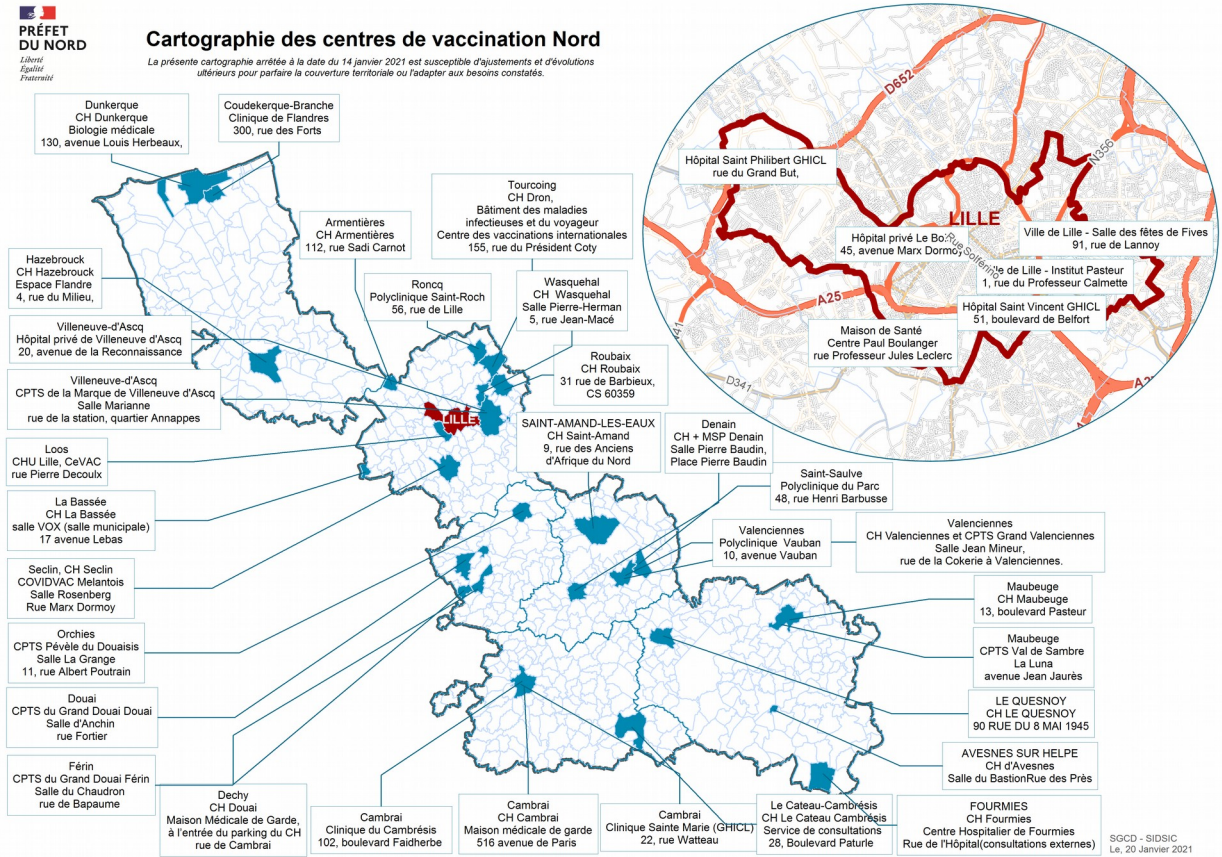 PRÉFET
DU NORD
Liberté
Égalité
Fraternité
Cartographie des centres de vaccination Nord
La présente cartographie arrêtée à la date du 14 janvier 2021 est susceptible d'ajustements et d'évolutions
ultérieurs pour parfaire la couverture territoriale ou l'adapter aux besoins constatés.
Dunkerque
CH Dunkerque
Biologie médicale
130, avenue Louis Herbeaux,
Coudekerque-Branche
Clinique de Flandres
300, rue des Forts
Armentières
CH Armentières
112, rue Sadi Carnot
Tourcoing
CH Dron,
Bâtiment des maladies
infectieuses et du voyageur
Centre des vaccinations internationales
155, rue du Président Coty
Roncq
Polyclinique Saint-Roch
56, rue de Lille
Wasquehal
CH Wasquehal
Salle Pierre-Herman
5, rue Jean-Macé
Roubaix
CH Roubaix
31 rue de Barbieux,
CS 60359
Hazebrouck
CH Hazebrouck
Espace Flandre
4, rue du Milieu,
Villeneuve-d'Ascq
Hôpital privé de Villeneuve d'Ascq
20, avenue de la Reconnaissance
Villeneuve-d'Ascq
CPTS de la Marque de Villeneuve d'Ascq
Salle Marianne
rue de la station, quartier Annappes
Loos
CHU Lille, CeVAC
rue Pierre Decoulx
La Bassée
CH La Bassée
salle VOX (salle municipale)
17 avenue Lebas
Seclin, CH Seclin
COVIDVAC Melantois
Salle Rosenberg
Rue Marx Dormoy
Orchies
CPTS Pévèle du Douaisis
Salle La Grange
11, rue Albert Poutrain
Douai
CPTS du Grand Douai Douai
Salle d'Anchin
rue Fortier
Férin
CPTS du Grand Douai Férin
Salle du Chaudron
rue de Bapaume
Dechy
CH Douai
Maison Médicale de Garde,
à l'entrée du parking du CH
rue de Cambrai
Cambrai
Clinique du Cambrésis
102, boulevard Faidherbe
Cambrai
CH Cambrai
Maison médicale de garde
516 avenue de Paris
Cambrai
Clinique Sainte Marie (GHICL)
22, rue Watteau
Le Cateau-Cambrésis
CH Le Cateau Cambrésis
Service de consultations
28, Boulevard Paturle
FOURMIES
CH Fourmies
Centre Hospitalier de Fourmies
Rue de l'Hôpital(consultations externes)
AVESNES SUR HELPE
CH d'Avesnes
Salle du BastionRue des Près
LE QUESNOY
CH LE QUESNOY
90 RUE DU 8 MAI 1945
Maubeuge
CPTS Val de Sambre
La Luna
avenue Jean Jaurès
Maubeuge
CH Maubeuge
13, boulevard Pasteur
Valenciennes
CH Valenciennes et CPTS Grand Valenciennes
Salle Jean Mineur,
rue de la Cokerie à Valenciennes.
Valenciennes
Polyclinique Vauban
10, avenue Vauban
Saint-Saulve
Polyclinique du Parc
48, rue Henri Barbusse
Denain
CH + MSP Denain
Salle Pierre Baudin,
Place Pierre Baudin
SAINT-AMAND-LES-EAUX
CH Saint-Amand
9, rue des Anciens
d'Afrique du Nord
LILLE
D652
N356
Hôpital Saint Philibert GHICL
rue du Grand But,
LILLE
Hôpital privé Le Bo
45, avenue Marx Dormoy
Rue Solférino
Ville de Lille - Salle des fêtes de Fives
91, rue de Lannoy
de Lille - Institut Pasteur
1, rue du Professeur Calmette
Hôpital Saint Vincent GHICL
51, boulevard de Belfort
Maison de Santé
Centre Paul Boulanger
rue Professeur Jules Leclerc
A25
D341
SGCD - SIDSIC
Le, 20 Janvier 2021